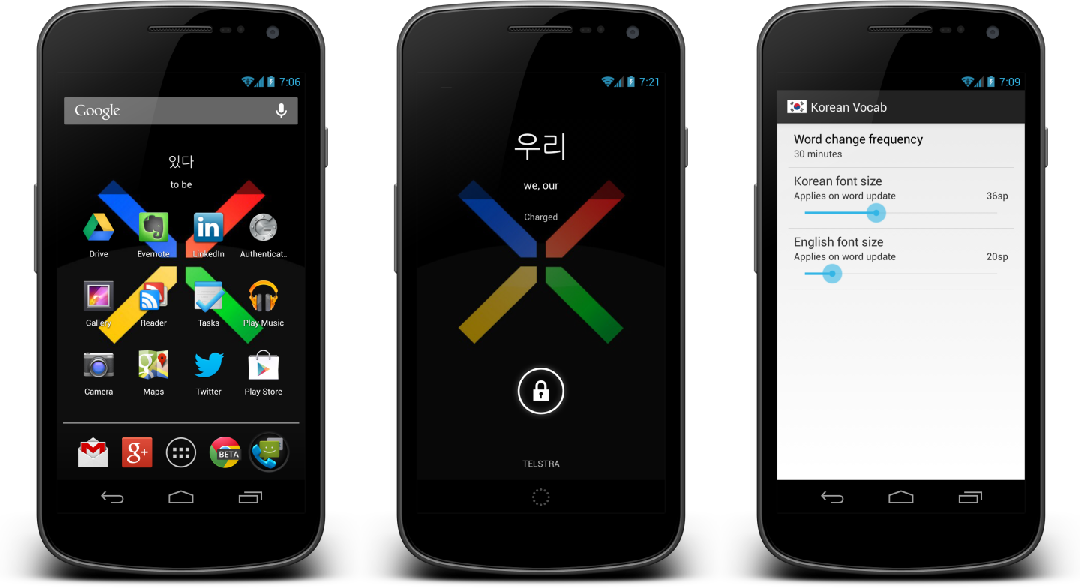 7:06
Google
있다
to be
Drive
Evernote
LinkedIn
Authenticat..
Gallery
Reader
Tasks
Play Music
Camera
Maps
Twitter
Play Store
BETA
7:21
우리
we, our
Charged
TELSTRA
7:09
Korean Vocab
Word change frequency
30 minutes
Korean font size
Applies on word update 36sp
English font size
Applies on word update 20sp